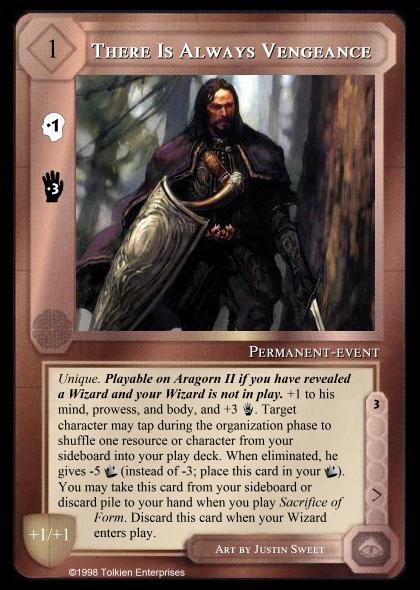 1
THERE IS ALWAYS VENGEANCE
·1
·3
PERMANENT-EVENT
Unique. Playable on Aragorn II if you have revealed
a Wizard and your Wizard is not in play. +1 to his
mind, prowess, and body, and +3 . Target
character may tap during the organization phase to
shuffle one resource or character from your
sideboard into your play deck. When eliminated, he
gives -5 (instead of -3; place this card in your ).
You may take this card from your sideboard or
discard pile to your hand when you play Sacrifice of
Form. Discard this card when your Wizard
enters play.
3
+1/+1
ART BY JUSTIN SWEET
©1998 Tolkien Enterprises